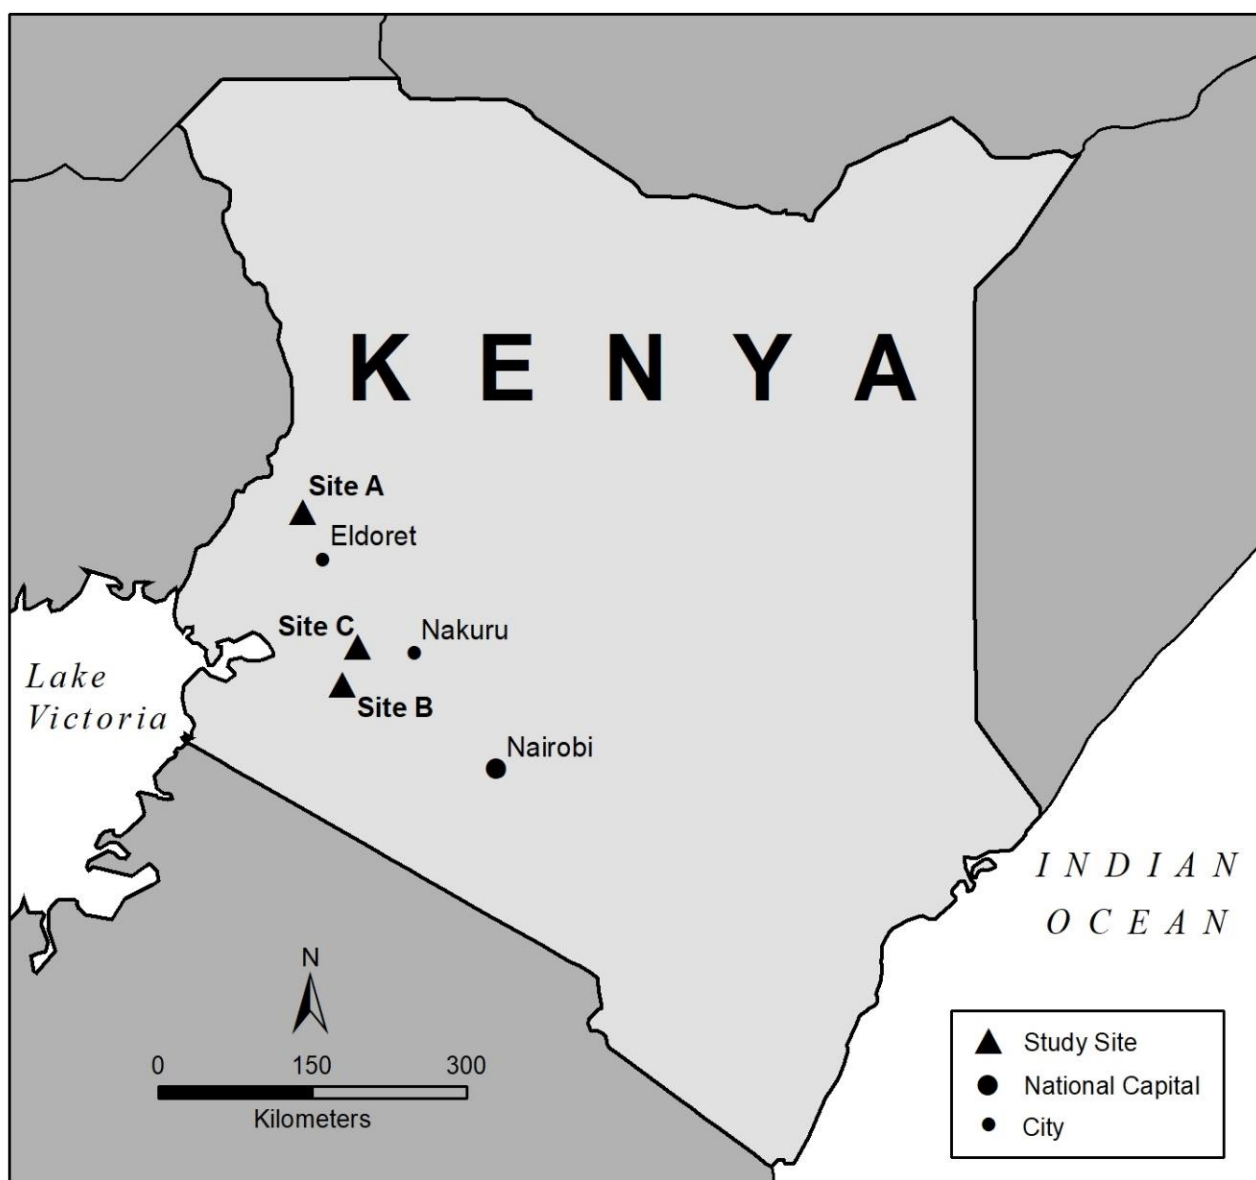 K E N Y A
Site A
Eldoret
Site C
Nakuru
Site B
Nairobi
Lake
Victoria
INDIAN
OCEAN
N
0 150 300
Kilometers
Study Site
National Capital
City